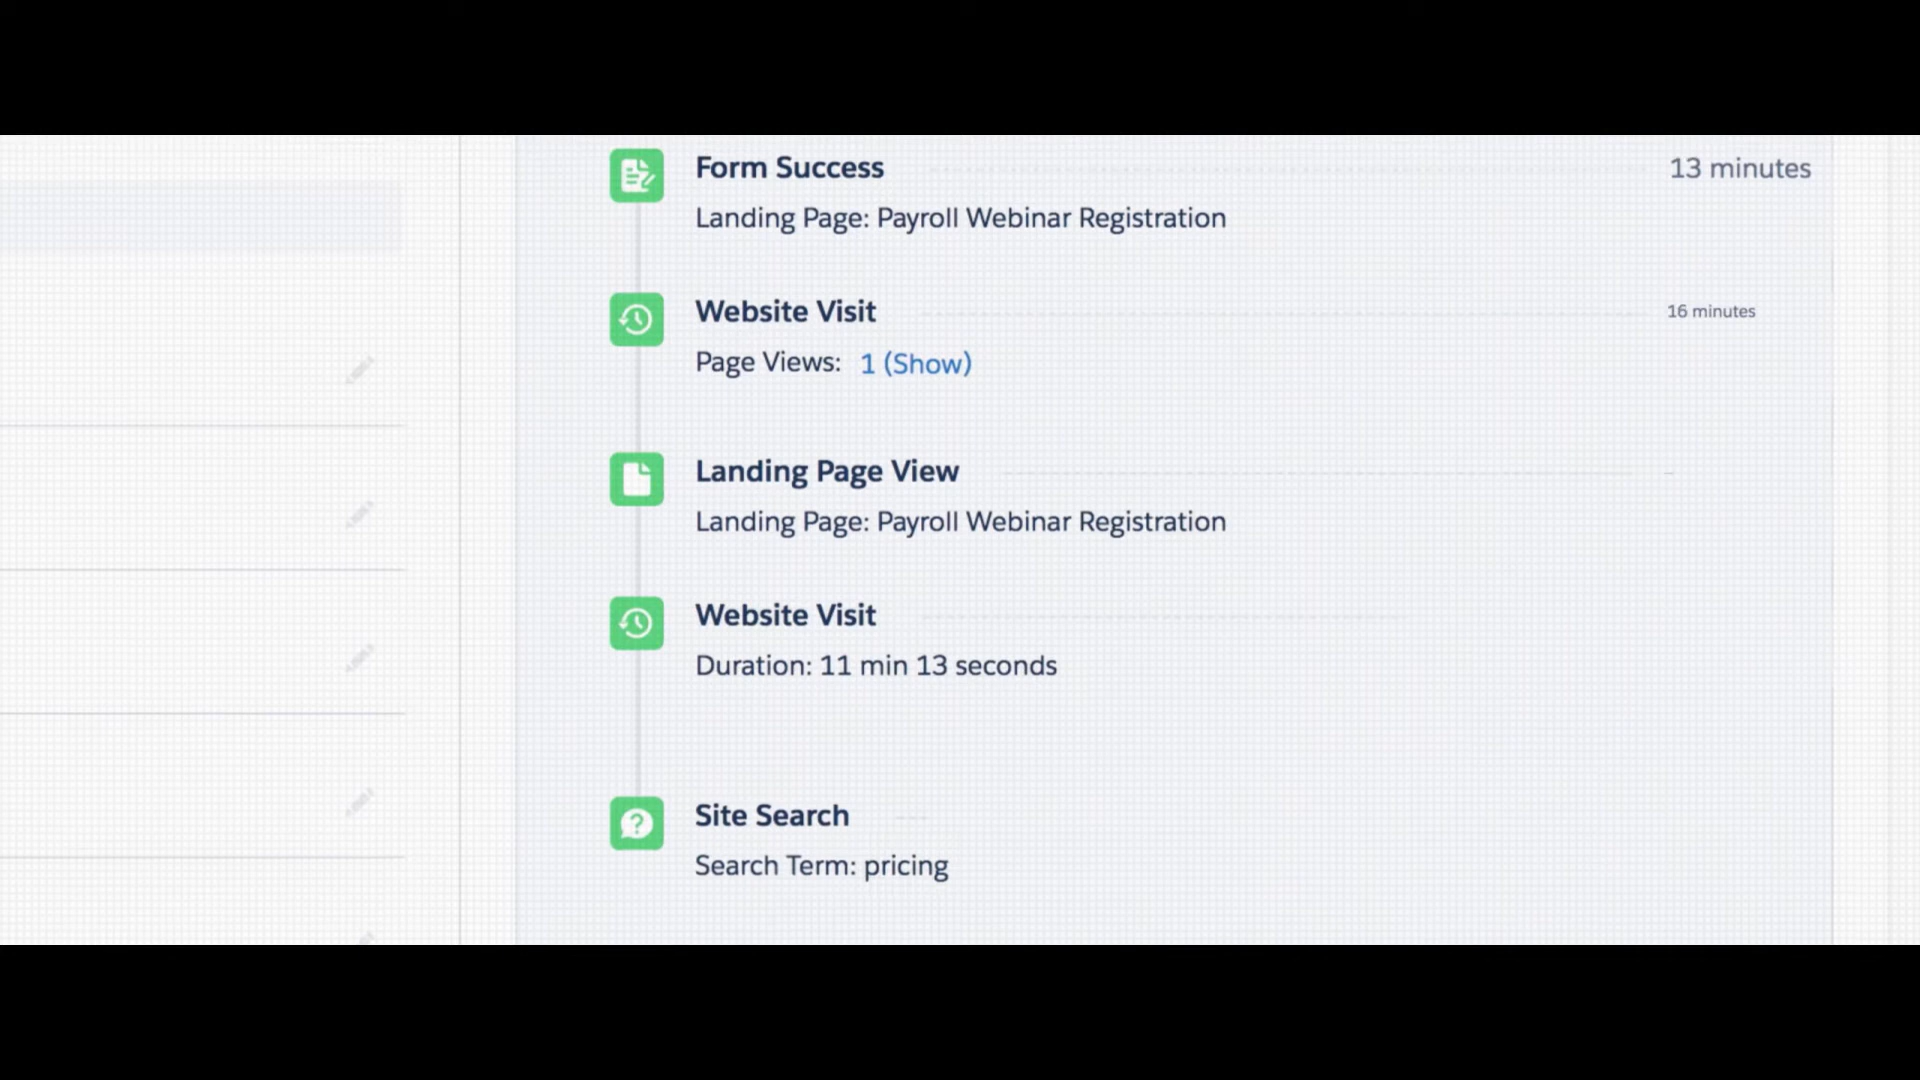 Form Success 13 minutes
Landing Page: Payroll Webinar Registration
Website Visit 16 minutes
Page Views: 1 (Show)
Landing Page View
Landing Page: Payroll Webinar Registration
Website Visit
Duration: 11 min 13 seconds
Site Search
Search Term: pricing